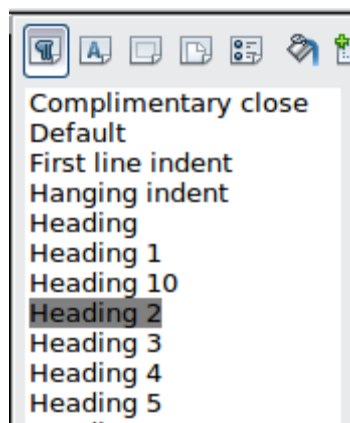 Complimentary close
Default
First line indent
Hanging indent
Heading
Heading 1
Heading 10
Heading 2
Heading 3
Heading 4
Heading 5